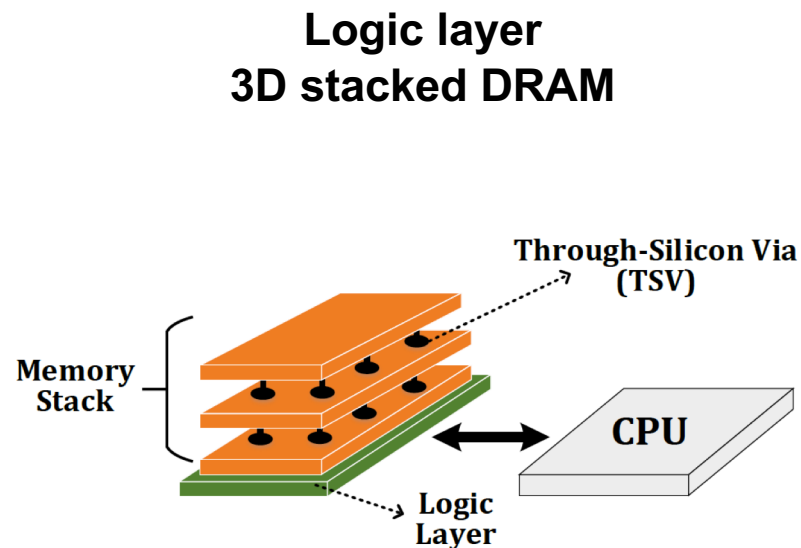 Logic layer
3D stacked DRAM
Through-Silicon Via
(TSV)
Memory
Stack
CPU
Logic
Layer